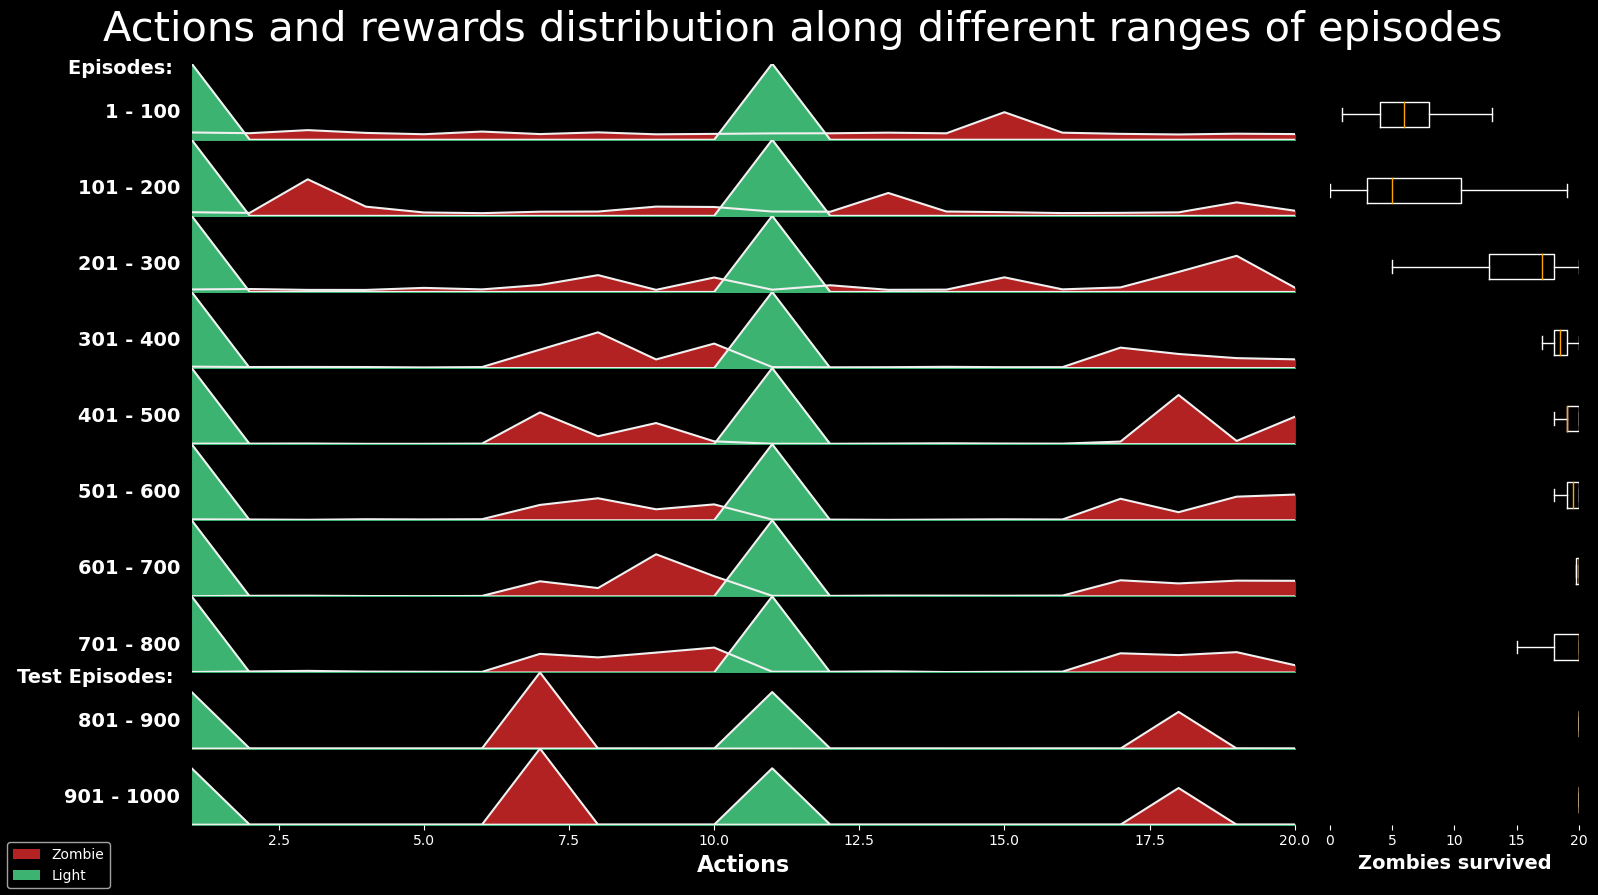 Actions and rewards distribution along different ranges of episodes
Episodes:
1 - 100
101 - 200
201 - 300
301 - 400
401 - 500
501 - 600
601 - 700
701 - 800
Test Episodes:
801 - 900
901 - 1000
2.5 5.0 7.5 10.0 12.5 15.0 17.5 20.0
Actions
0 5 10 15 20
Zombies survived
Zombie
Light